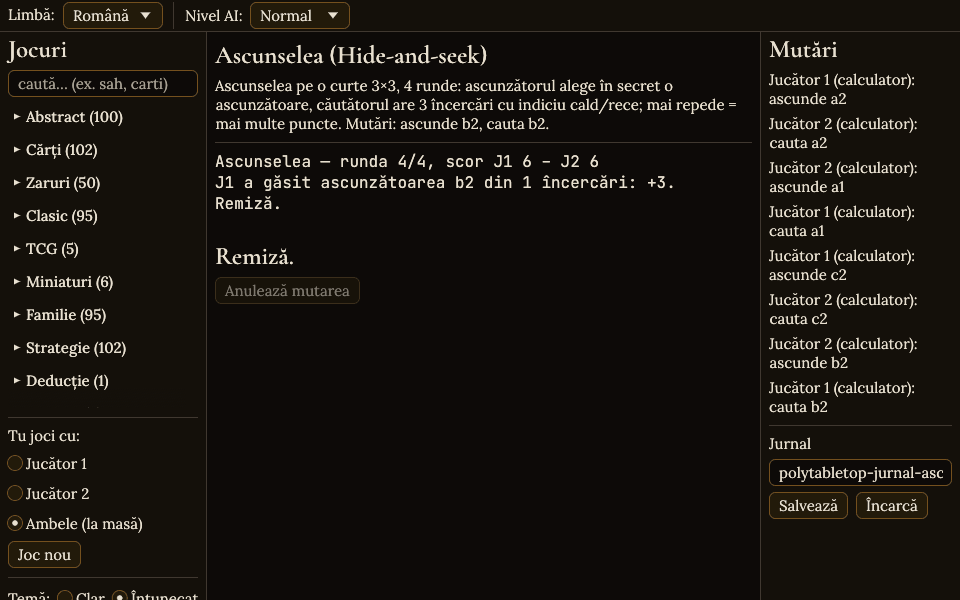 Limbă: Română ▼ Nivel AI: Normal ▼
Jocuri
caută... (ex. sah, carti)
▸ Abstract (100)
▸ Cărți (102)
▸ Zaruri (50)
▸ Clasic (95)
▸ TCG (5)
▸ Miniaturi (6)
▸ Familie (95)
▸ Strategie (102)
▸ Deducție (1)
Tu joci cu:
Jucător 1
Jucător 2
Ambele (la masă)
Joc nou
Temă: Clar Întunecat
Ascunselea (Hide-and-seek)
Ascunselea pe o curte 3×3, 4 runde: ascunzătorul alege în secret o
ascunzătoare, căutătorul are 3 încercări cu indiciu cald/rece; mai repede =
mai multe puncte. Mutări: ascunde b2, cauta b2.
Ascunselea — runda 4/4, scor J1 6 – J2 6
J1 a găsit ascunzătoarea b2 din 1 încercări: +3.
Remiză.
Remiză.
Anulează mutarea
Mutări
Jucător 1 (calculator):
ascunde a2
Jucător 2 (calculator):
cauta a2
Jucător 2 (calculator):
ascunde a1
Jucător 1 (calculator):
cauta a1
Jucător 1 (calculator):
ascunde c2
Jucător 2 (calculator):
cauta c2
Jucător 2 (calculator):
ascunde b2
Jucător 1 (calculator):
cauta b2
Jurnal
polytabletop-jurnal-asc
Salvează Încarcă